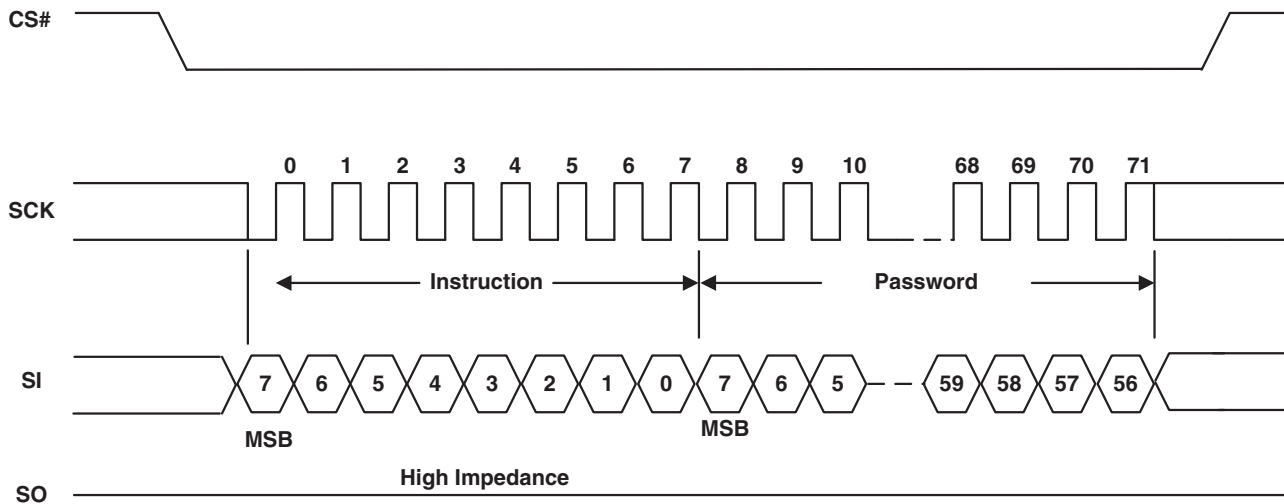 CS#
0 1 2 3 4 5 6 7 8 9 10 68 69 70 71
SCK
Instruction Password
SI 7 6 5 4 3 2 1 0 7 6 5 59 58 57 56
MSB MSB
High Impedance
SO